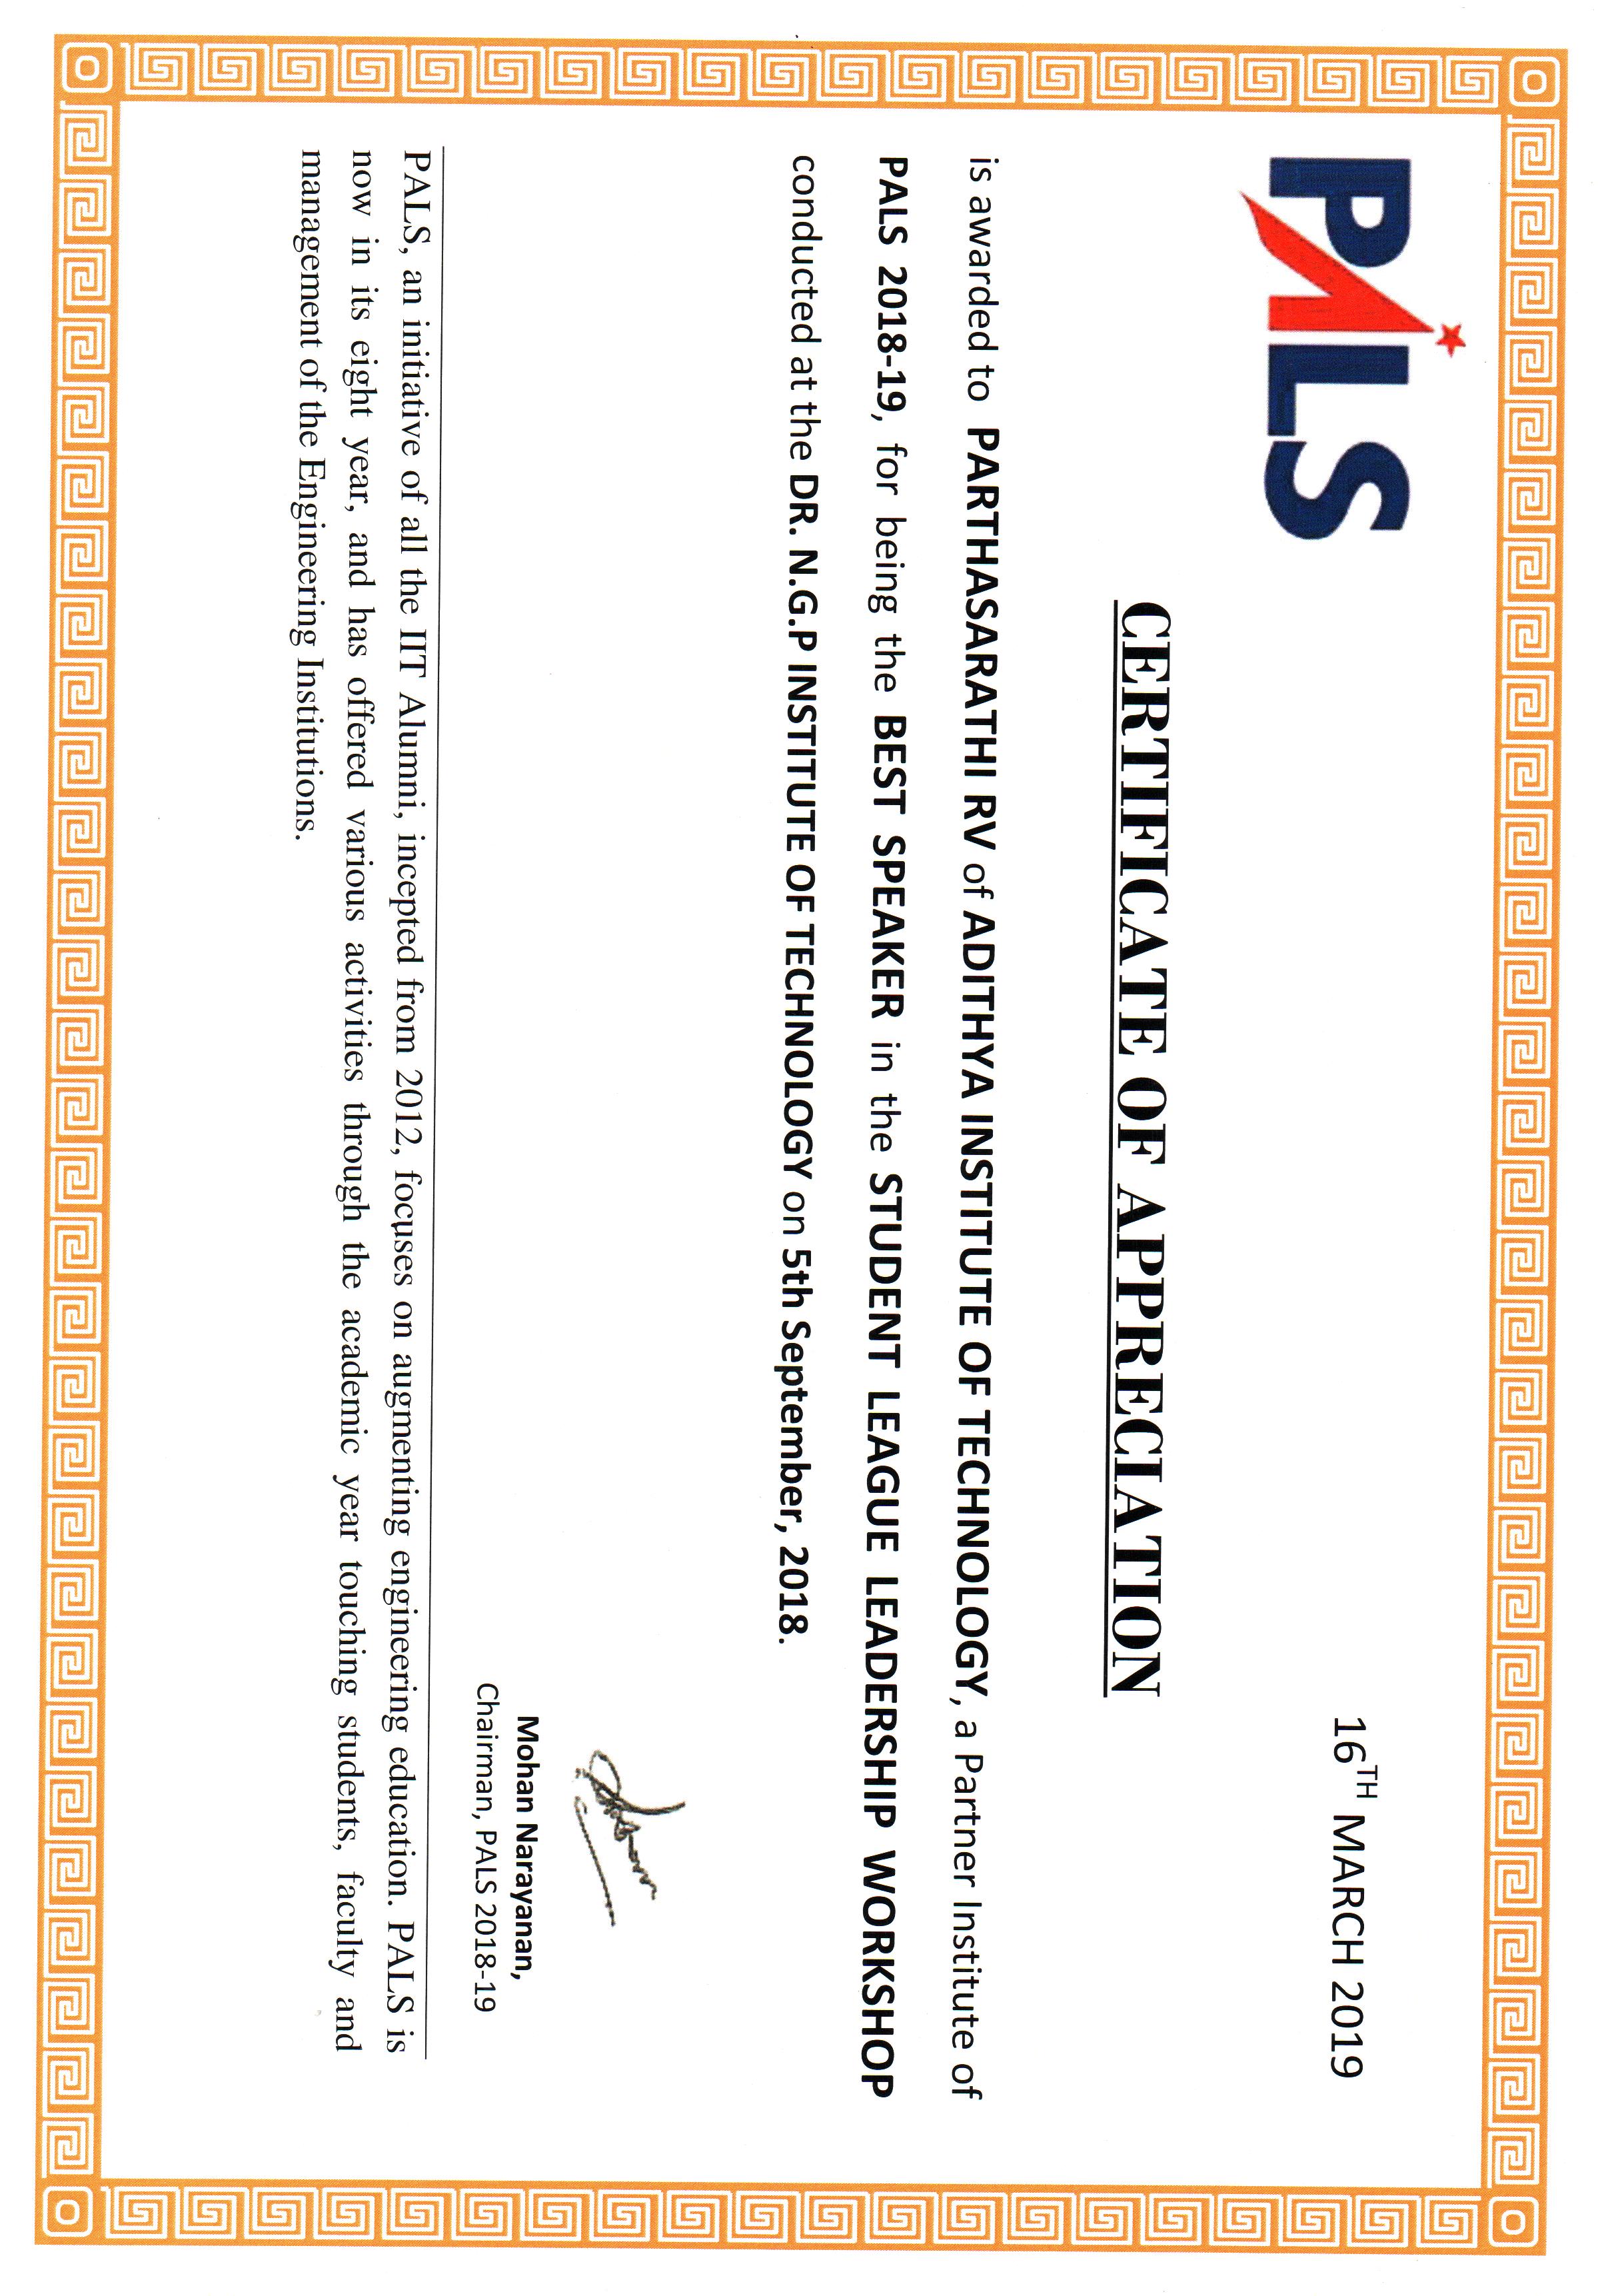 PALS
16TH MARCH 2019
CERTIFICATE OF APPRECIATION
is awarded to PARTHASARATHI RV of ADITHYA INSTITUTE OF TECHNOLOGY, a Partner Institute of
PALS 2018-19, for being the BEST SPEAKER in the STUDENT LEAGUE LEADERSHIP WORKSHOP
conducted at the DR. N.G.P INSTITUTE OF TECHNOLOGY on 5th September, 2018.
Mohan Narayanan,
Chairman, PALS 2018-19
PALS, an initiative of all the IIT Alumni, incepted from 2012, focuses on augmenting engineering education. PALS is
now in its eight year, and has offered various activities through the academic year touching students, faculty and
management of the Engineering Institutions.